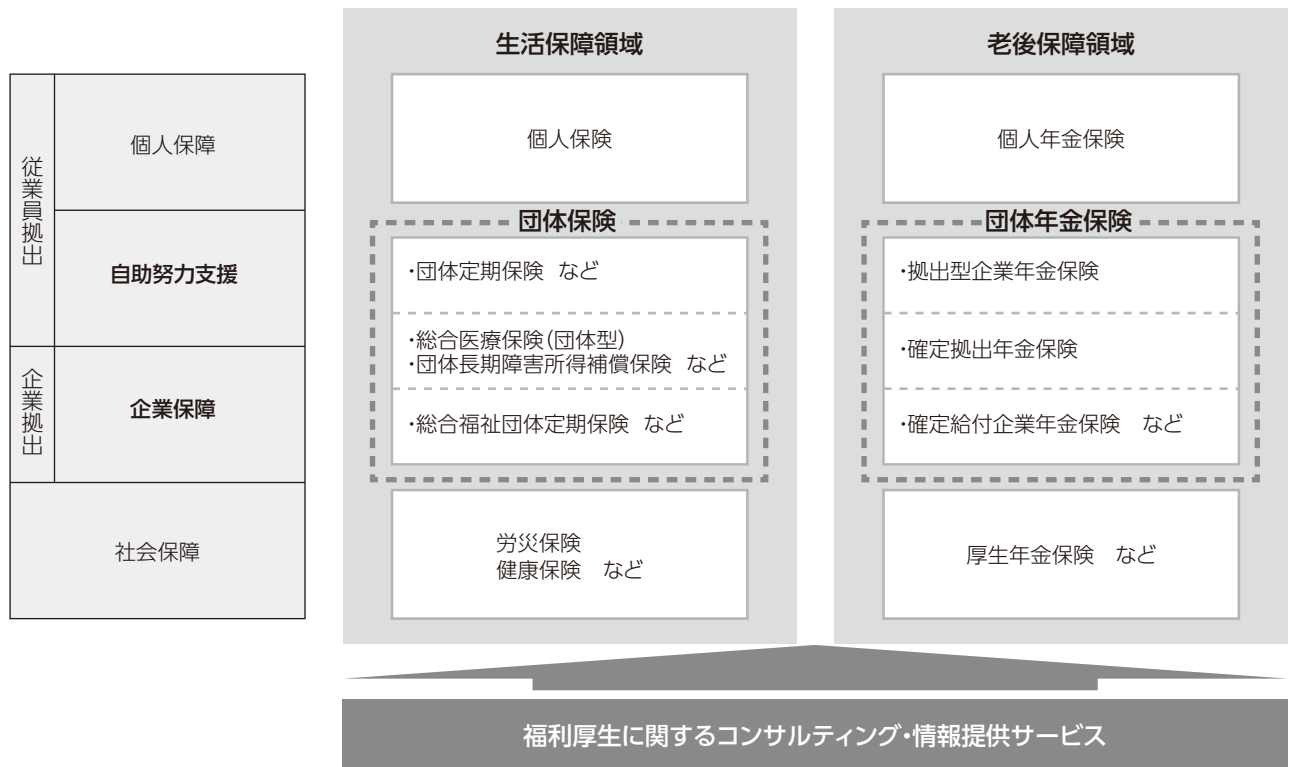 生活保障領域
老後保障領域
従業員拠出
個人保障
個人保険
個人年金保険
団体保険
団体年金保険
自助努力支援
・団体定期保険 など
・拠出型企業年金保険
・総合医療保険（団体型）
・団体長期障害所得補償保険 など
・確定拠出年金保険
企業拠出
企業保障
・総合福祉団体定期保険 など
・確定給付企業年金保険 など
社会保障
労災保険
健康保険 など
厚生年金保険 など
福利厚生に関するコンサルティング・情報提供サービス